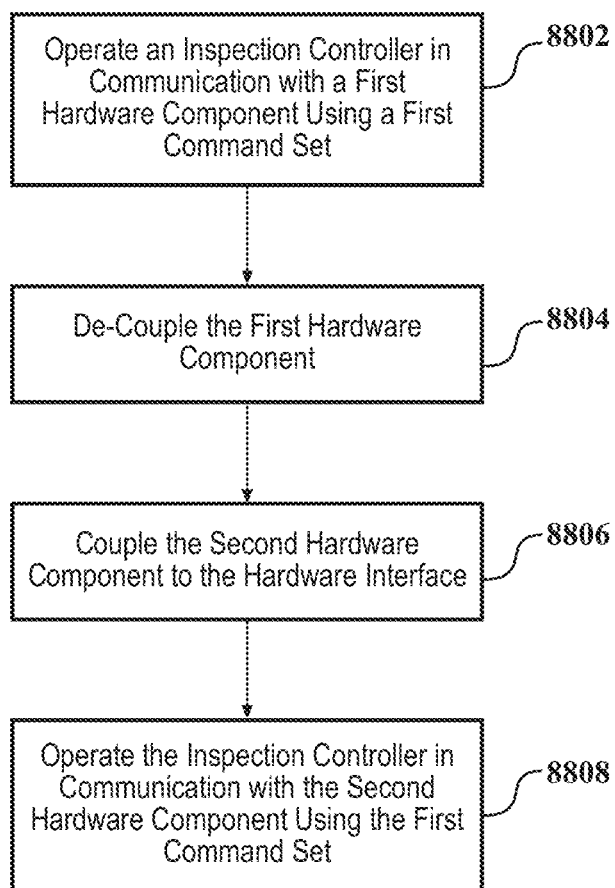 Operate an Inspection Controller in
Communication with a First
Hardware Component Using a First
Command Set
8802
De-Couple the First Hardware
Component
8804
Couple the Second Hardware
Component to the Hardware Interface
8806
Operate the Inspection Controller in
Communication with the Second
Hardware Component Using the First
Command Set
8808